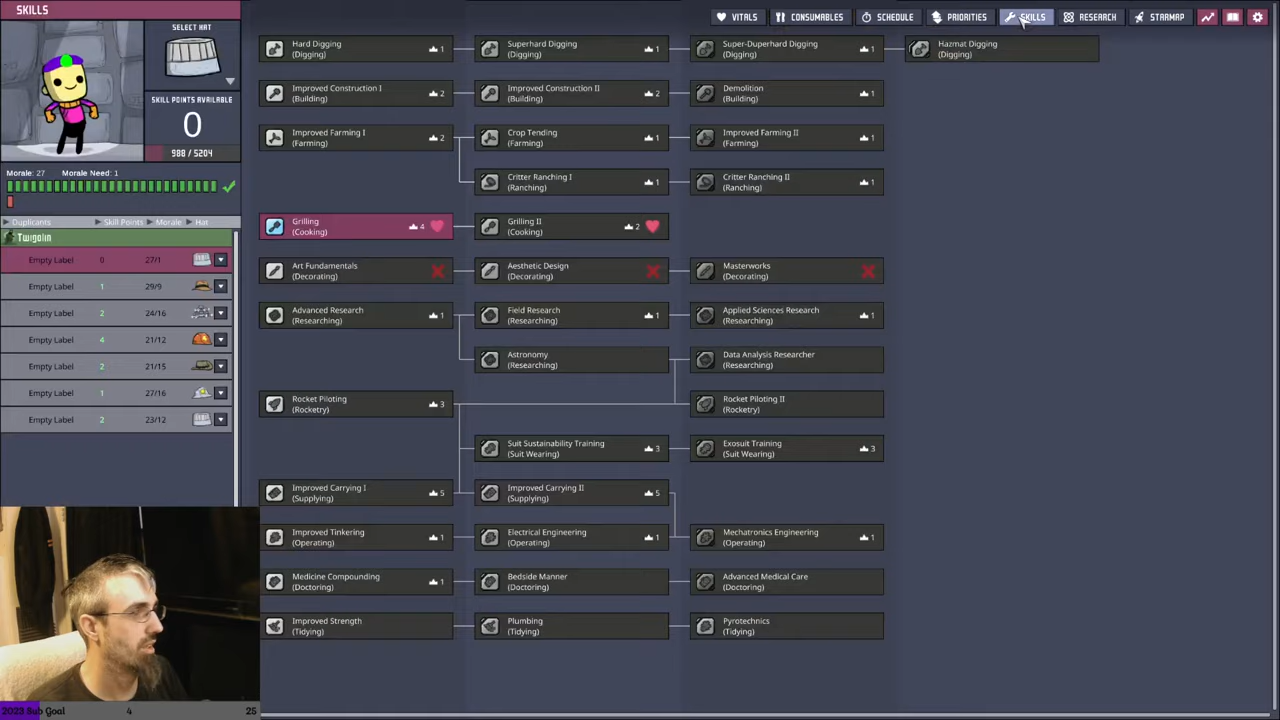 SKILLS
VITALS
CONSUMABLES
SCHEDULE
PRIORITIES
SKILLS
RESEARCH
STARMAP
SELECT HAT
SKILL POINTS AVAILABLE
0
988 / 5204
Morale: 27 Morale Need: 1
Duplicants Skill Points Morale Hat
Twigolin
Empty Label 0 27/1
Empty Label 1 29/9
Empty Label 2 24/16
Empty Label 4 21/12
Empty Label 2 21/15
Empty Label 1 27/16
Empty Label 2 23/12
Hard Digging
(Digging)
1
Superhard Digging
(Digging)
1
Super-Duperhard Digging
(Digging)
1
Hazmat Digging
(Digging)
Improved Construction I
(Building)
2
Improved Construction II
(Building)
2
Demolition
(Building)
1
Improved Farming I
(Farming)
2
Crop Tending
(Farming)
1
Improved Farming II
(Farming)
1
Critter Ranching I
(Ranching)
1
Critter Ranching II
(Ranching)
1
Grilling
(Cooking)
4
Grilling II
(Cooking)
2
Art Fundamentals
(Decorating)
Aesthetic Design
(Decorating)
Masterworks
(Decorating)
Advanced Research
(Researching)
1
Field Research
(Researching)
1
Applied Sciences Research
(Researching)
1
Astronomy
(Researching)
Data Analysis Researcher
(Researching)
Rocket Piloting
(Rocketry)
3
Rocket Piloting II
(Rocketry)
Suit Sustainability Training
(Suit Wearing)
3
Exosuit Training
(Suit Wearing)
3
Improved Carrying I
(Supplying)
5
Improved Carrying II
(Supplying)
5
Improved Tinkering
(Operating)
1
Electrical Engineering
(Operating)
1
Mechatronics Engineering
(Operating)
1
Medicine Compounding
(Doctoring)
1
Bedside Manner
(Doctoring)
Advanced Medical Care
(Doctoring)
Improved Strength
(Tidying)
Plumbing
(Tidying)
Pyrotechnics
(Tidying)
2023 Sub Goal 4 25